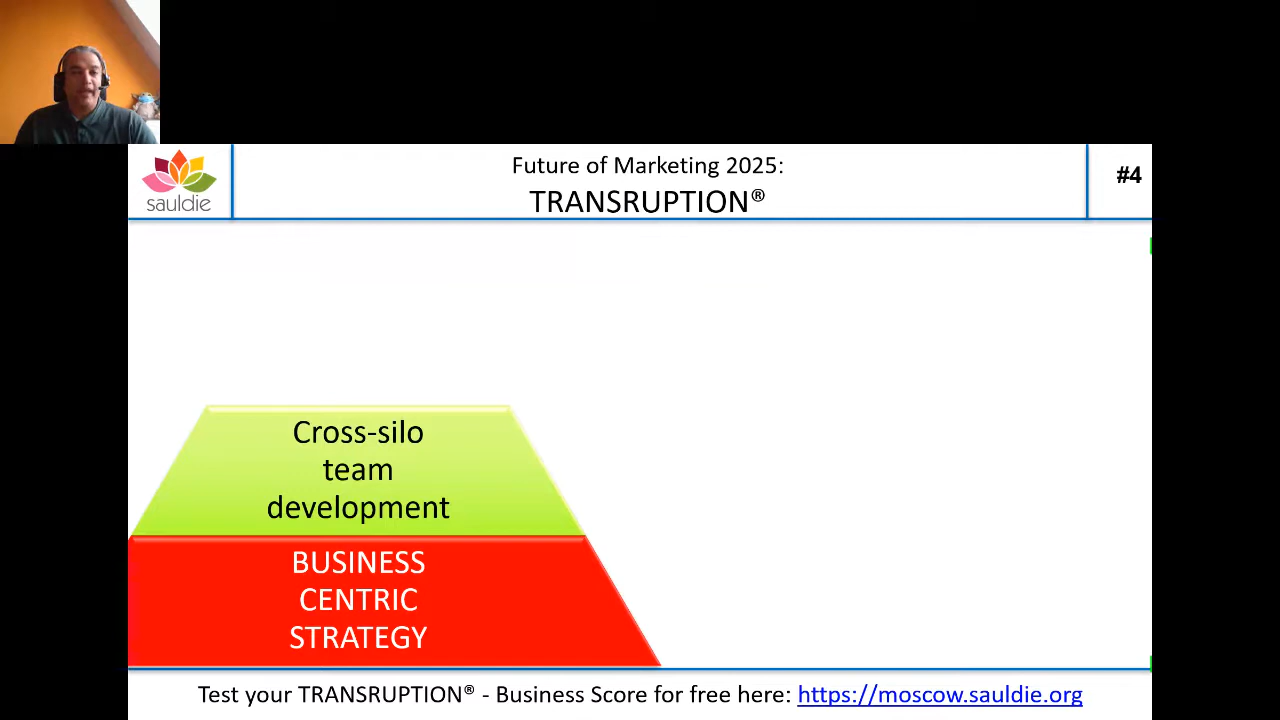 sauldie
Future of Marketing 2025:
TRANSRUPTION®
#4
Cross-silo
team
development
BUSINESS
CENTRIC
STRATEGY
Test your TRANSRUPTION® - Business Score for free here: https://moscow.sauldie.org